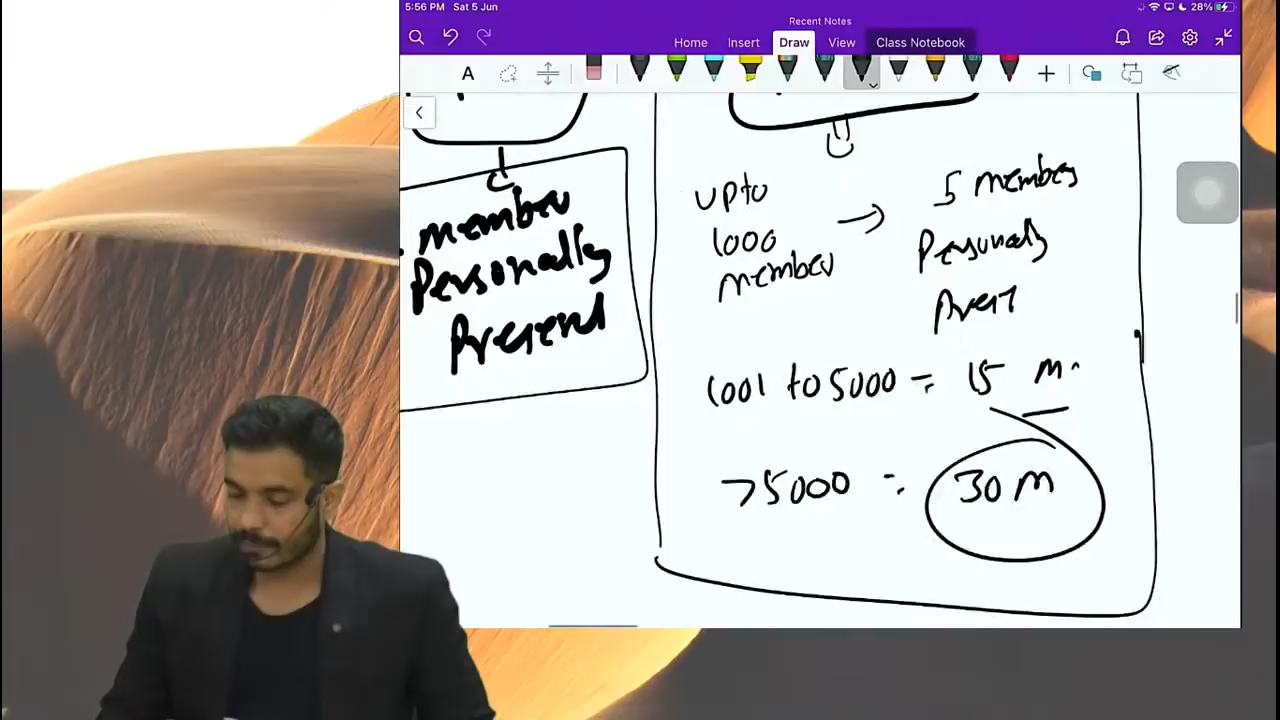 5:56 PM Sat 5 Jun
28%
Recent Notes
Home Insert Draw View Class Notebook
A
member
Personally
Present
upto
1000
member
→
5 members
Personally
Prest
1001 to 5000 = 15 m.
>5000 = 30 m